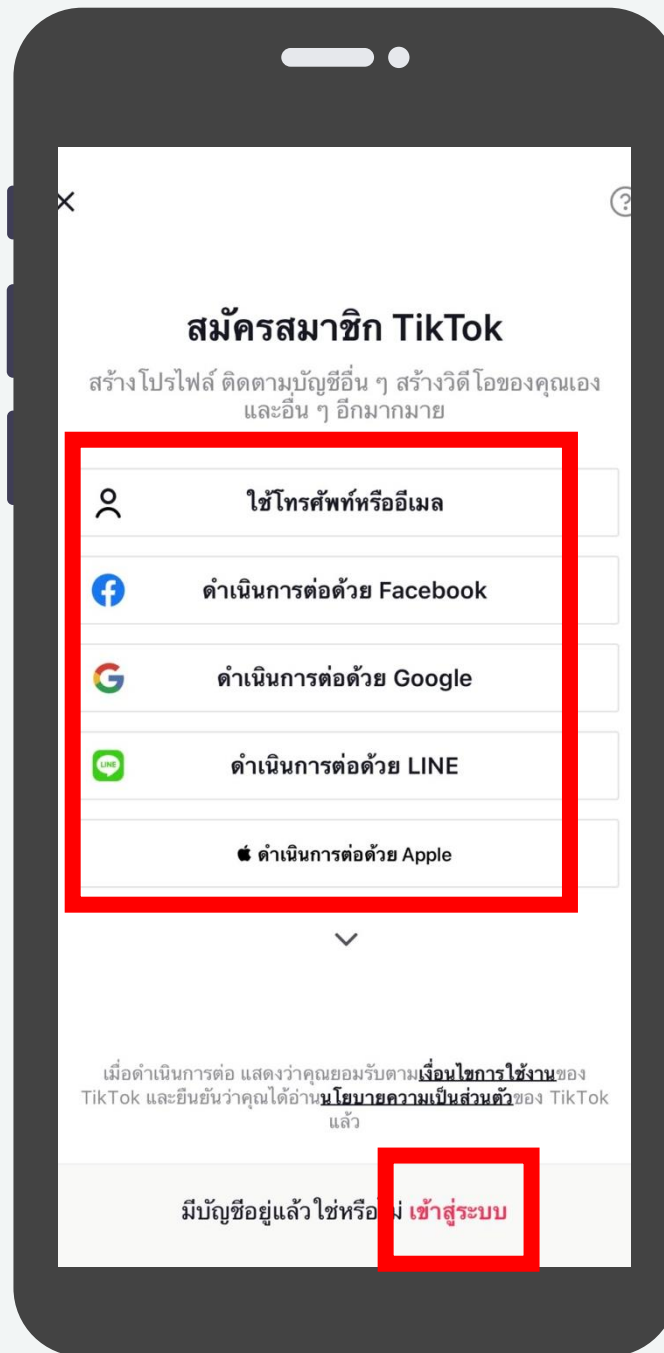 สมัครสมาชิก TikTok
สร้างโปรไฟล์ ติดตามบัญชีอื่น ๆ สร้างวิดีโอของคุณเอง
และอื่น ๆ อีกมากมาย
ใช้โทรศัพท์หรืออีเมล
ดำเนินการต่อด้วย Facebook
ดำเนินการต่อด้วย Google
LINE
ดำเนินการต่อด้วย LINE
ดำเนินการต่อด้วย Apple
เมื่อดำเนินการต่อ แสดงว่าคุณยอมรับตามเงื่อนไขการใช้งานของ
TikTok และยืนยันว่าคุณได้อ่านนโยบายความเป็นส่วนตัวของ TikTok
แล้ว
มีบัญชีอยู่แล้วใช่หรือไม่ เข้าสู่ระบบ